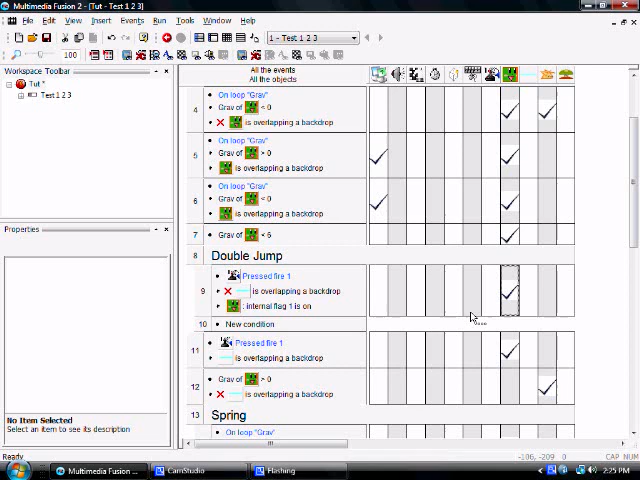 Multimedia Fusion 2 - [Tut - Test 1 2 3]
File Edit View Insert Events Run Tools Window Help
1 - Test 1 2 3
100
Workspace Toolbar
Tut *
Test 1 2 3
Properties
No Item Selected
Select an item to see its description
All the events
All the objects
4
On loop "Grav"
Grav of < 0
is overlapping a backdrop
5
On loop "Grav"
Grav of > 0
is overlapping a backdrop
6
On loop "Grav"
Grav of < 0
is overlapping a backdrop
7
Grav of < 6
8
Double Jump
9
Pressed fire 1
is overlapping a backdrop
: internal flag 1 is on
10
New condition
11
Pressed fire 1
is overlapping a backdrop
12
Grav of > 0
is overlapping a backdrop
13
Spring
On loop "Grav"
Ready
-106, -209 0
CAP NUM
Multimedia Fusion ...
CamStudio
Flashing
2:25 PM